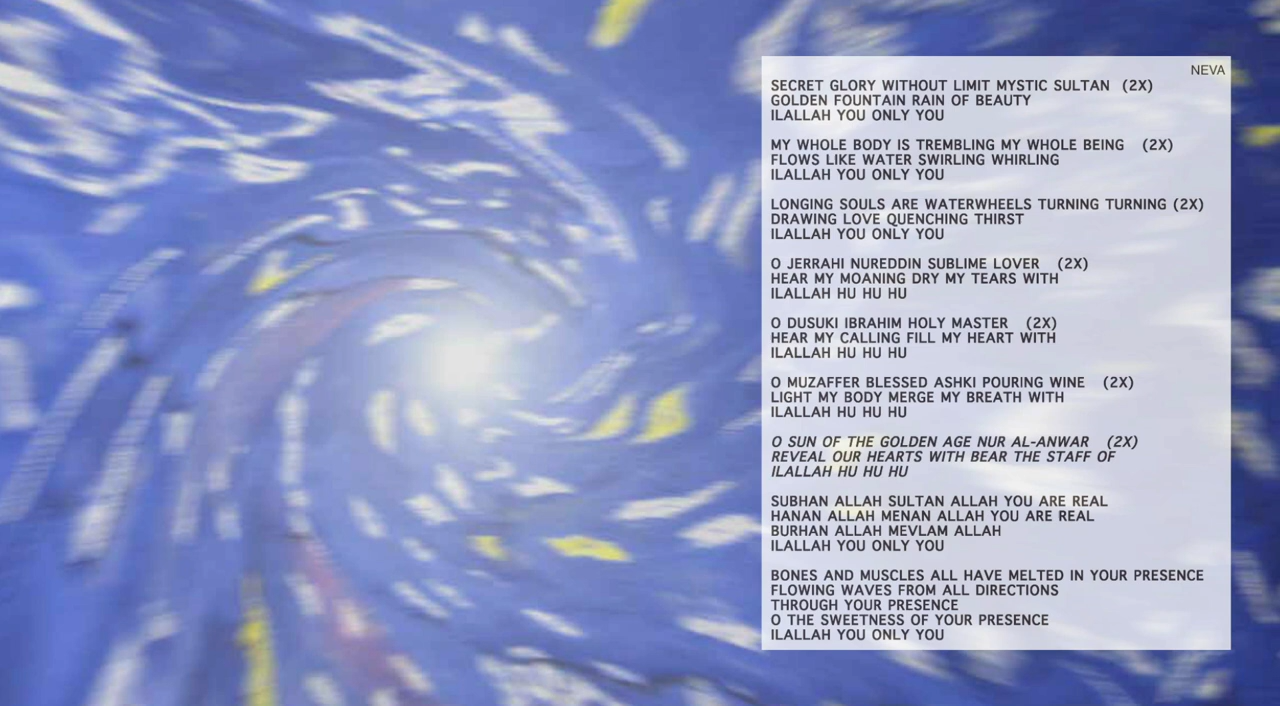 NEVA
SECRET GLORY WITHOUT LIMIT MYSTIC SULTAN (2X)
GOLDEN FOUNTAIN RAIN OF BEAUTY
ILALLAH YOU ONLY YOU
MY WHOLE BODY IS TREMBLING MY WHOLE BEING (2X)
FLOWS LIKE WATER SWIRLING WHIRLING
ILALLAH YOU ONLY YOU
LONGING SOULS ARE WATERWHEELS TURNING TURNING (2X)
DRAWING LOVE QUENCHING THIRST
ILALLAH YOU ONLY YOU
O JERRAHI NUREDDIN SUBLIME LOVER (2X)
HEAR MY MOANING DRY MY TEARS WITH
ILALLAH HU HU HU
O DUSUKI IBRAHIM HOLY MASTER (2X)
HEAR MY CALLING FILL MY HEART WITH
ILALLAH HU HU HU
O MUZAFFER BLESSED ASHKI POURING WINE (2X)
LIGHT MY BODY MERGE MY BREATH WITH
ILALLAH HU HU HU
O SUN OF THE GOLDEN AGE NUR AL-ANWAR (2X)
REVEAL OUR HEARTS WITH BEAR THE STAFF OF
ILALLAH HU HU HU
SUBHAN ALLAH SULTAN ALLAH YOU ARE REAL
HANAN ALLAH MENAN ALLAH YOU ARE REAL
BURHAN ALLAH MEVLAM ALLAH
ILALLAH YOU ONLY YOU
BONES AND MUSCLES ALL HAVE MELTED IN YOUR PRESENCE
FLOWING WAVES FROM ALL DIRECTIONS
THROUGH YOUR PRESENCE
O THE SWEETNESS OF YOUR PRESENCE
ILALLAH YOU ONLY YOU